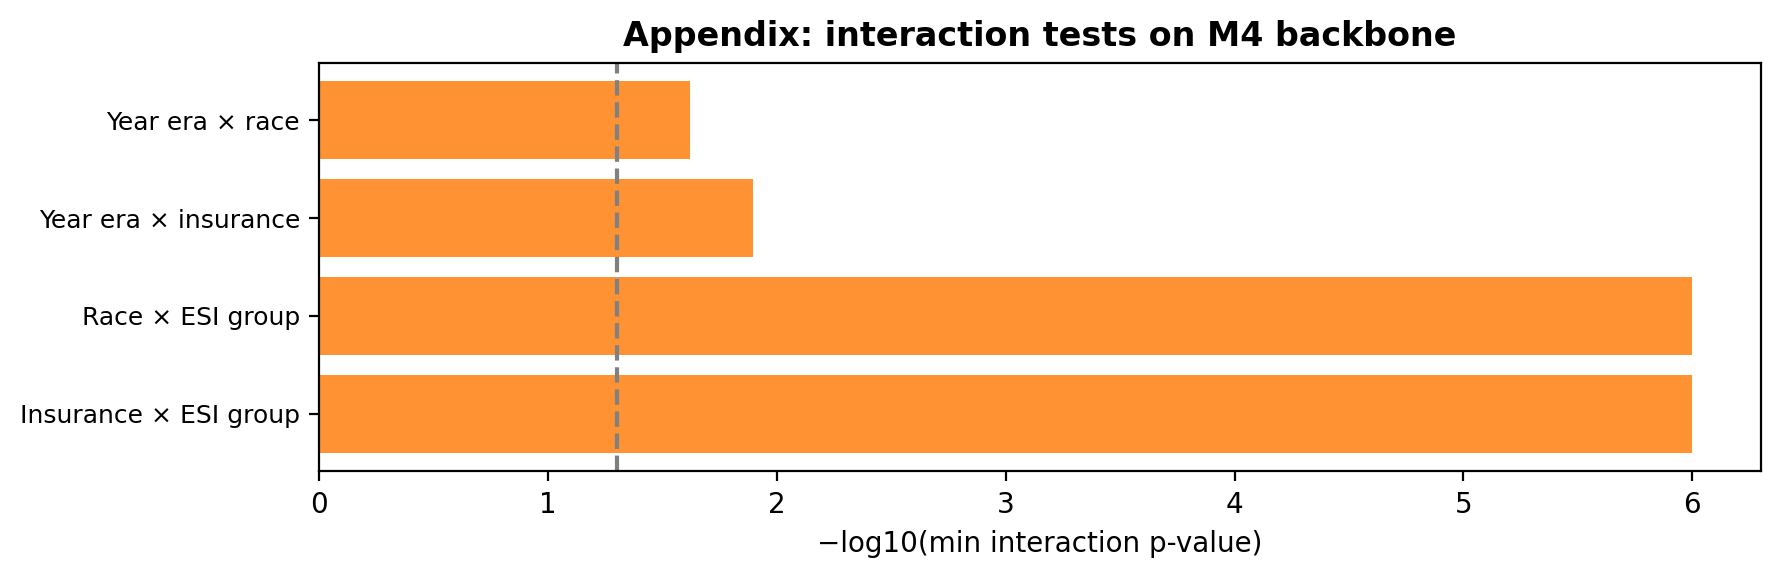 Appendix: interaction tests on M4 backbone
Year era × race
Year era × insurance
Race × ESI group
Insurance × ESI group
0 1 2 3 4 5 6
−log10(min interaction p-value)